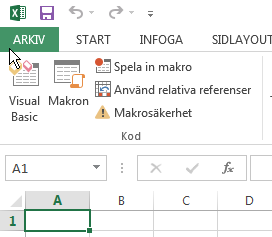 ARKIV START INFOGA SIDLAYOUT
Visual Basic
Makron
Spela in makro
Använd relativa referenser
Makrosäkerhet
Kod
A1
fx
A B C D
1